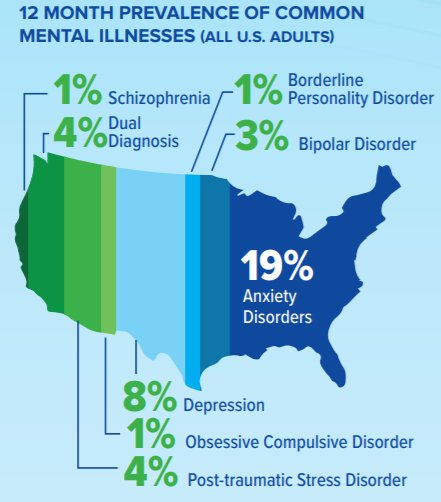 12 MONTH PREVALENCE OF COMMON
MENTAL ILLNESSES (ALL U.S. ADULTS)
1% Schizophrenia
4% Dual
Diagnosis
1% Borderline
Personality Disorder
3% Bipolar Disorder
19%
Anxiety
Disorders
8% Depression
1% Obsessive Compulsive Disorder
4% Post-traumatic Stress Disorder